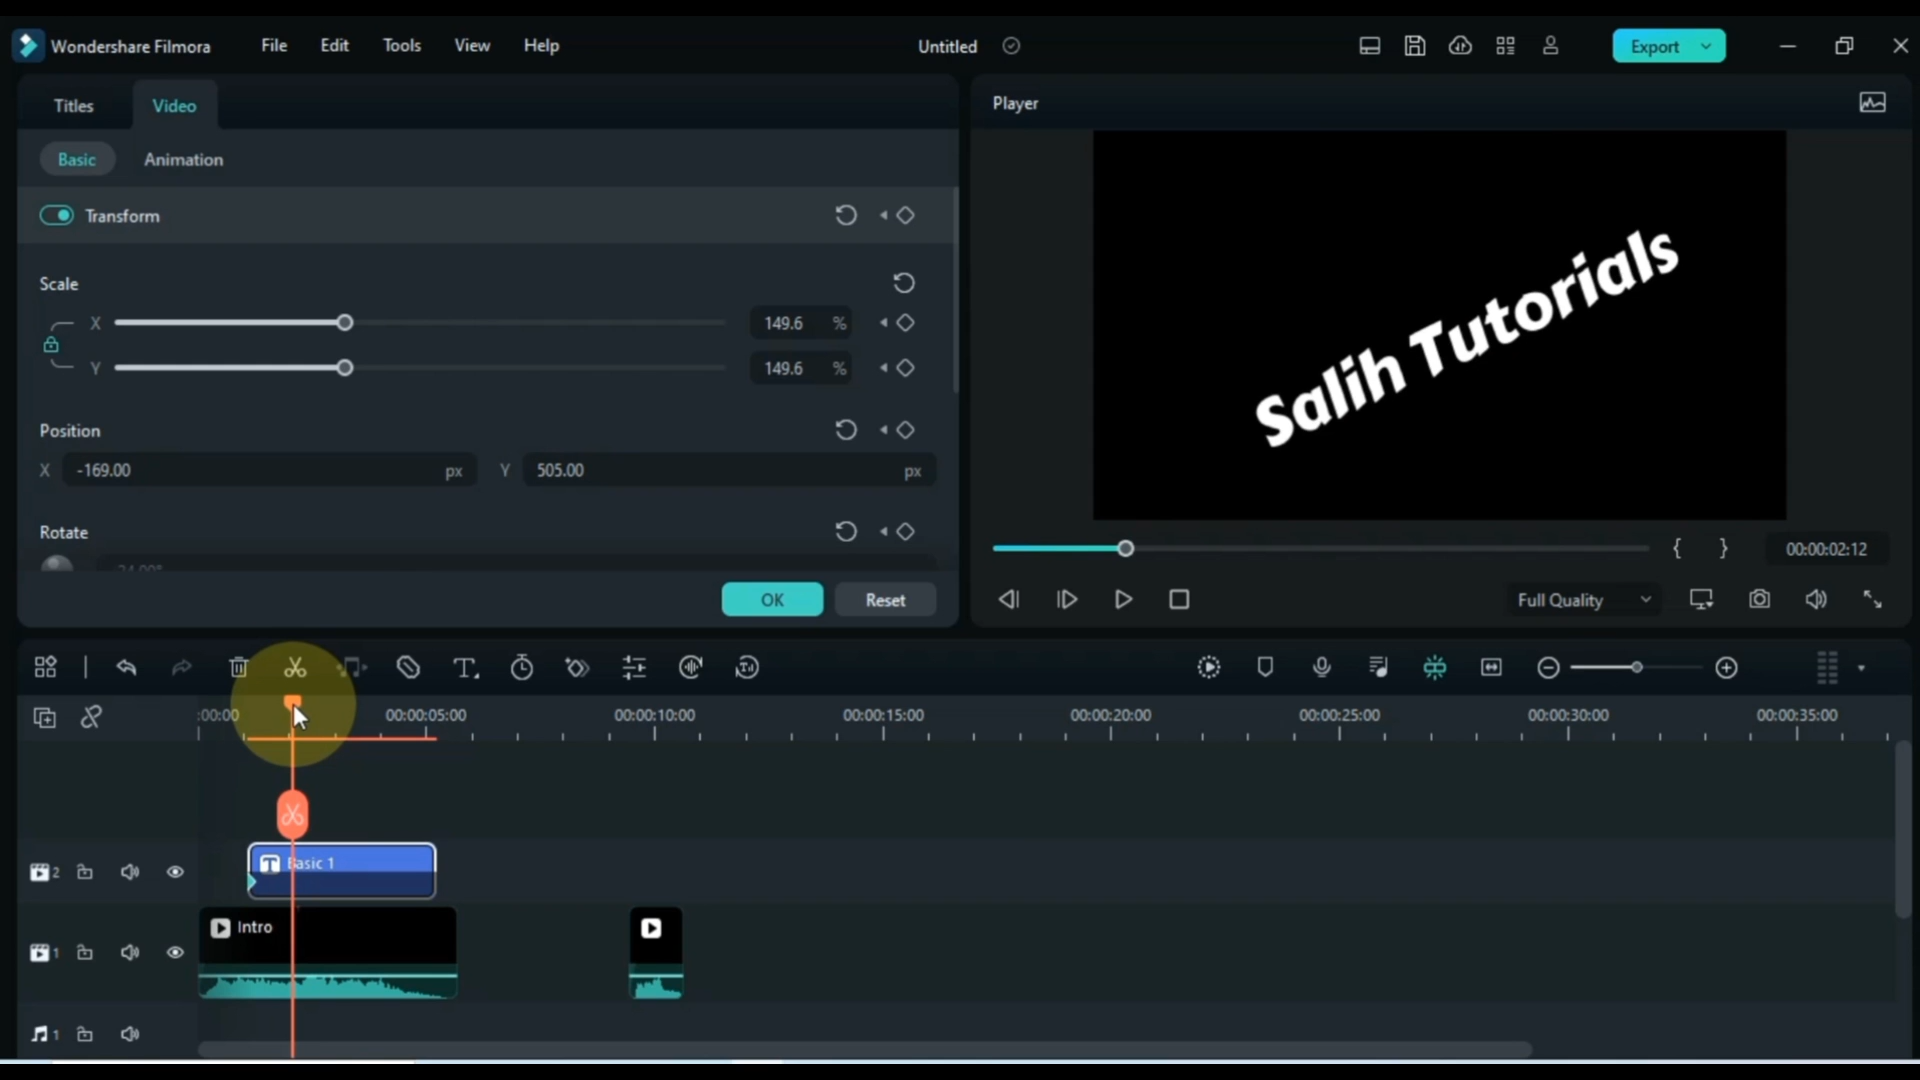 Wondershare Filmora File Edit Tools View Help Untitled Export
Titles Video
Player
Basic Animation
Transform
Scale
X 149.6 %
Y 149.6 %
Position
X -169.00 px Y 505.00 px
Rotate
OK Reset
Salih Tutorials
{ } 00:00:02:12
Full Quality
:00:00 00:00:05:00 00:00:10:00 00:00:15:00 00:00:20:00 00:00:25:00 00:00:30:00 00:00:35:00
2 Basic 1
Intro
1
1